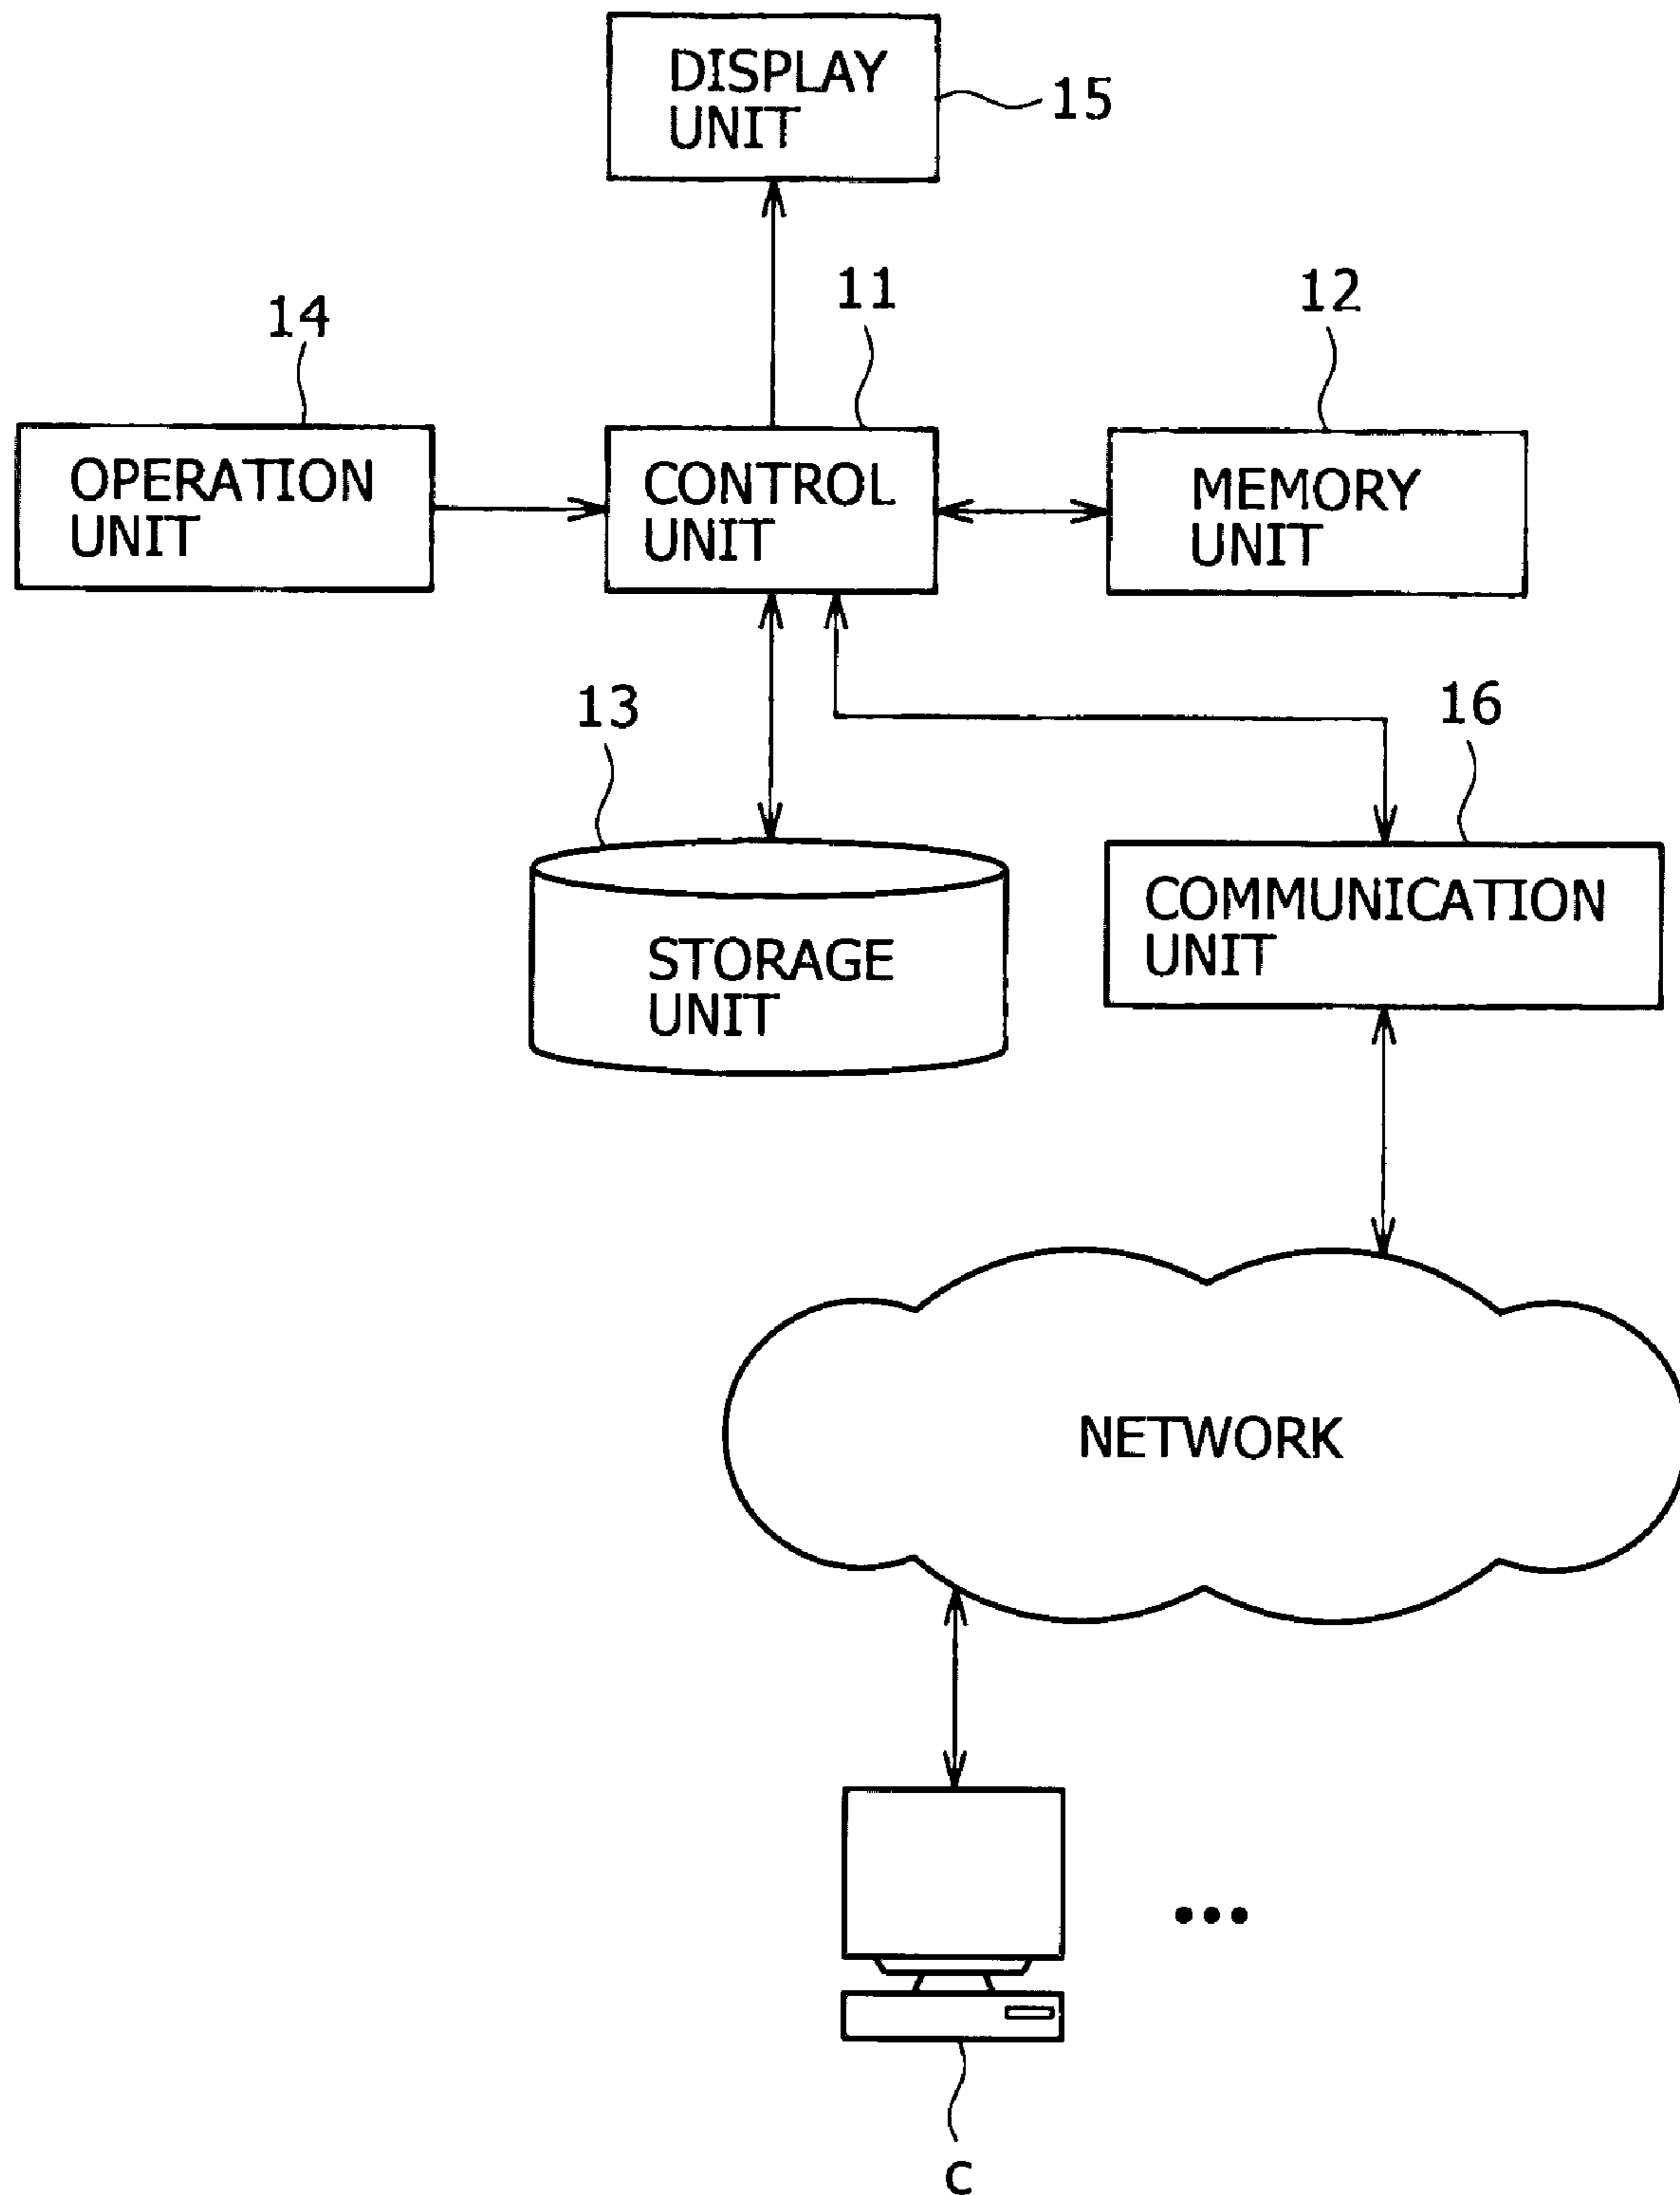 DISPLAY
UNIT
15
11
12
14
OPERATION
UNIT
CONTROL
UNIT
MEMORY
UNIT
13
16
STORAGE
UNIT
COMMUNICATION
UNIT
NETWORK
C